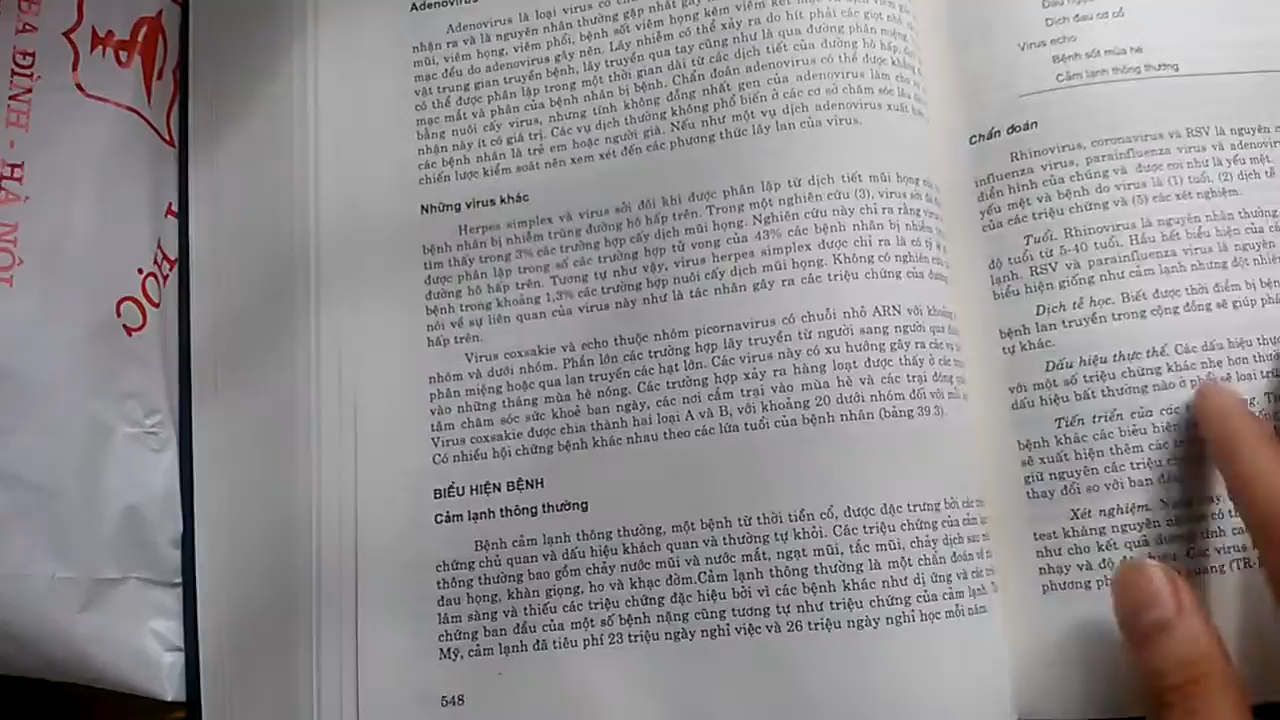 BA ĐÌNH - HÀ NỘI
Y HỌC
Adenovirus
Adenovirus là loại virus có
nhận ra và là nguyên nhân thường gặp nhất gây
mũi, viêm họng, viêm phổi, bệnh sốt viêm họng kèm viêm kết mạc
mạc đều do adenovirus gây nên. Lây nhiễm có thể xảy ra do hít phải các giọt nhỏ
vật trung gian truyền bệnh, lây truyền qua tay cũng như là qua đường phân miệng
có thể được phân lập trong một thời gian dài từ các dịch tiết của đường hô hấp,
mạc mắt và phân của bệnh nhân bị bệnh. Chẩn đoán adenovirus có thể được khẳng
bằng nuôi cấy virus, nhưng tính không đồng nhất gen của adenovirus làm cho
nhận này ít có giá trị. Các vụ dịch thường không phổ biến ở các cơ sở chăm sóc lâu
các bệnh nhân là trẻ em hoặc người già. Nếu như một vụ dịch adenovirus xuất
chiến lược kiểm soát nên xem xét đến các phương thức lây lan của virus.
Những virus khác
Herpes simplex và virus sởi đôi khi được phân lập từ dịch tiết mũi họng
bệnh nhân bị nhiễm trùng đường hô hấp trên. Trong một nghiên cứu (3), virus sởi
tìm thấy trong 3% các trường hợp cấy dịch mũi họng. Nghiên cứu này chỉ ra rằng
được phân lập trong số các trường hợp tử vong của 43% các bệnh nhân bị nhiễm
đường hô hấp trên. Tương tự như vậy, virus herpes simplex được chỉ ra là có tỷ lệ
bệnh trong khoảng 1,3% các trường hợp nuôi cấy dịch mũi họng. Không có nghiên
nói về sự liên quan của virus này như là tác nhân gây ra các triệu chứng của đường
hấp trên.
Virus coxsakie và echo thuộc nhóm picornavirus có chuỗi nhỏ ARN với khoảng
nhóm và dưới nhóm. Phần lớn các trường hợp lây truyền từ người sang người qua
phân miệng hoặc qua lan truyền các hạt lớn. Các virus này có xu hướng gây ra các vụ
vào những tháng mùa hè nóng. Các trường hợp xảy ra hàng loạt được thấy ở các
tâm chăm sóc sức khoẻ ban ngày, các nơi cắm trại vào mùa hè và các trại đông
Virus coxsakie được chia thành hai loại A và B, với khoảng 20 dưới nhóm đối với
Có nhiều hội chứng bệnh khác nhau theo các lứa tuổi của bệnh nhân (bảng 39.3).
BIỂU HIỆN BỆNH
Cảm lạnh thông thường
Bệnh cảm lạnh thông thường, một bệnh từ thời tiền cổ, được đặc trưng bởi các
chứng chủ quan và dấu hiệu khách quan và thường tự khỏi. Các triệu chứng của cảm
thông thường bao gồm chảy nước mũi và nước mắt, ngạt mũi, tắc mũi, chảy dịch sau
đau họng, khàn giọng, ho và khạc đờm.Cảm lạnh thông thường là một chẩn đoán về
lâm sàng và thiếu các triệu chứng đặc hiệu bởi vì các bệnh khác như dị ứng và các
chứng ban đầu của một số bệnh nặng cũng tương tự như triệu chứng của cảm lạnh.
Mỹ, cảm lạnh đã tiêu phí 23 triệu ngày nghỉ việc và 26 triệu ngày nghỉ học mỗi năm
548
Dịch đau cơ cổ
Virus echo
Bệnh sốt mùa hè
Cảm lạnh thông thường
Chẩn đoán
Rhinovirus, coronavirus và RSV là nguyên
influenza virus, parainfluenza virus và
điển hình của chúng và được coi như là yếu mệt.
yếu mệt và bệnh do virus là (1) tuổi, (2) dịch tễ
của các triệu chứng và (5) các xét nghiệm.
Tuổi. Rhinovirus là nguyên nhân thường
độ tuổi từ 5-40 tuổi. Hầu hết biểu hiện của
lạnh. RSV và parainfluenza virus là nguyên
biểu hiện giống như cảm lạnh nhưng đột
Dịch tễ học. Biết được thời điểm bị bệnh
bệnh lan truyền trong cộng đồng sẽ giúp
tự khác.
Dấu hiệu thực thể. Các dấu hiệu thực
với một số triệu chứng khác nhẹ hơn
dấu hiệu bất thường nào ở phổi sẽ loại trừ
Tiến triển của các
bệnh khác các biểu hiện
sẽ xuất hiện thêm các
giữ nguyên các triệu
thay đổi so với ban đầu
Xét nghiệm.
test kháng nguyên
như cho kết quả
nhạy và độ
phương